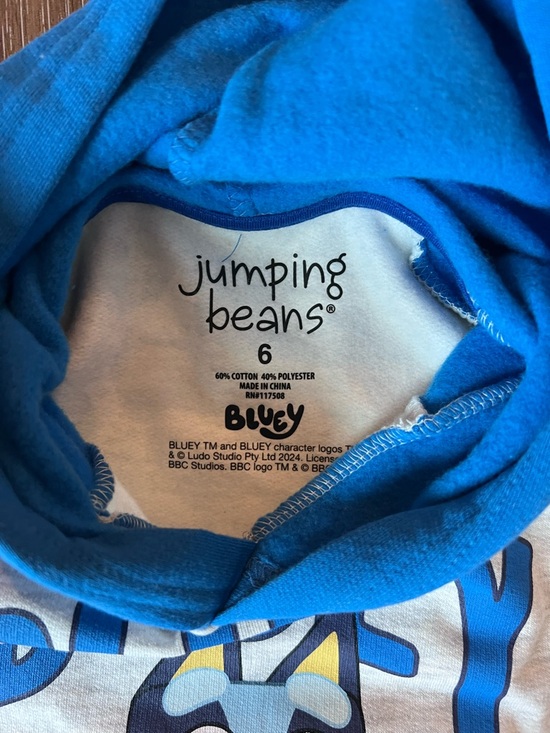 jumping
beans®
6
60% COTTON 40% POLYESTER
MADE IN CHINA
RN#117508
BLUEY
BLUEY TM and BLUEY character logos
& © Ludo Studio Pty Ltd 2024.
BBC Studios. BBC logo TM & ©